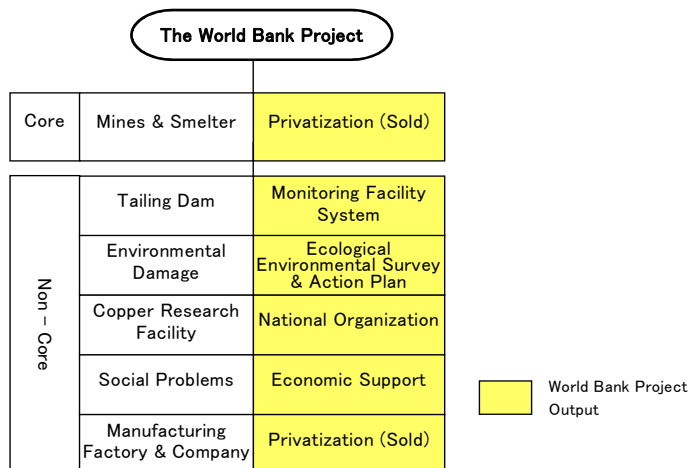 The World Bank Project
Core
Mines & Smelter
Privatization (Sold)
Non – Core
Tailing Dam
Monitoring Facility
System
Environmental
Damage
Ecological
Environmental Survey
& Action Plan
Copper Research
Facility
National Organization
Social Problems
Economic Support
Manufacturing
Factory & Company
Privatization (Sold)
World Bank Project
Output